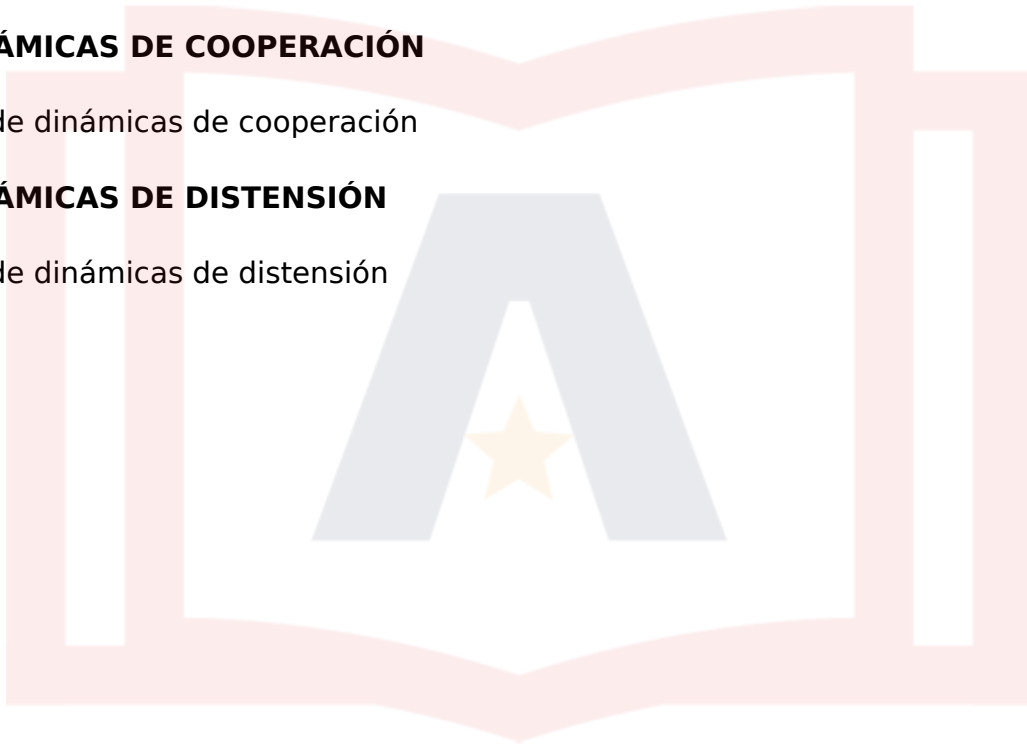 ÁMICAS DE COOPERACIÓN
de dinámicas de cooperación
ÁMICAS DE DISTENSIÓN
de dinámicas de distensión